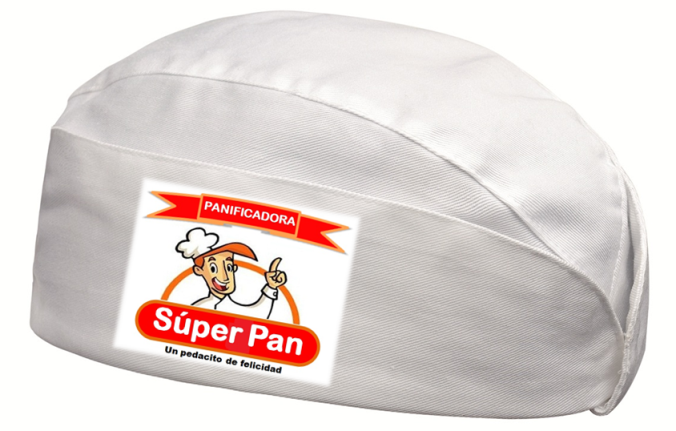 PANIFICADORA
Súper Pan
Un pedacito de felicidad